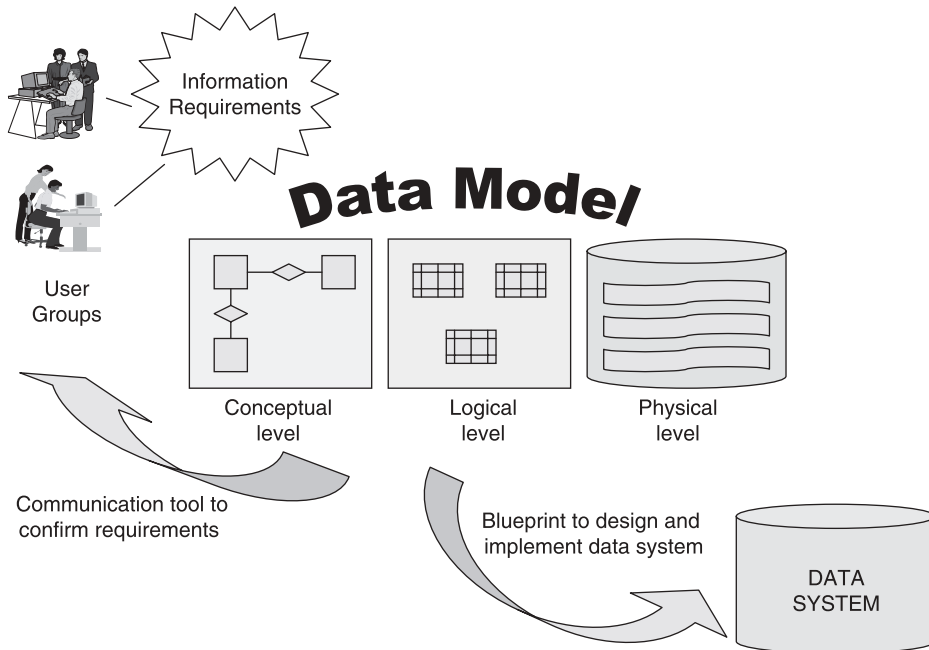 Information
Requirements
Data Model
User
Groups
Conceptual
level
Logical
level
Physical
level
Communication tool to
confirm requirements
Blueprint to design and
implement data system
DATA
SYSTEM